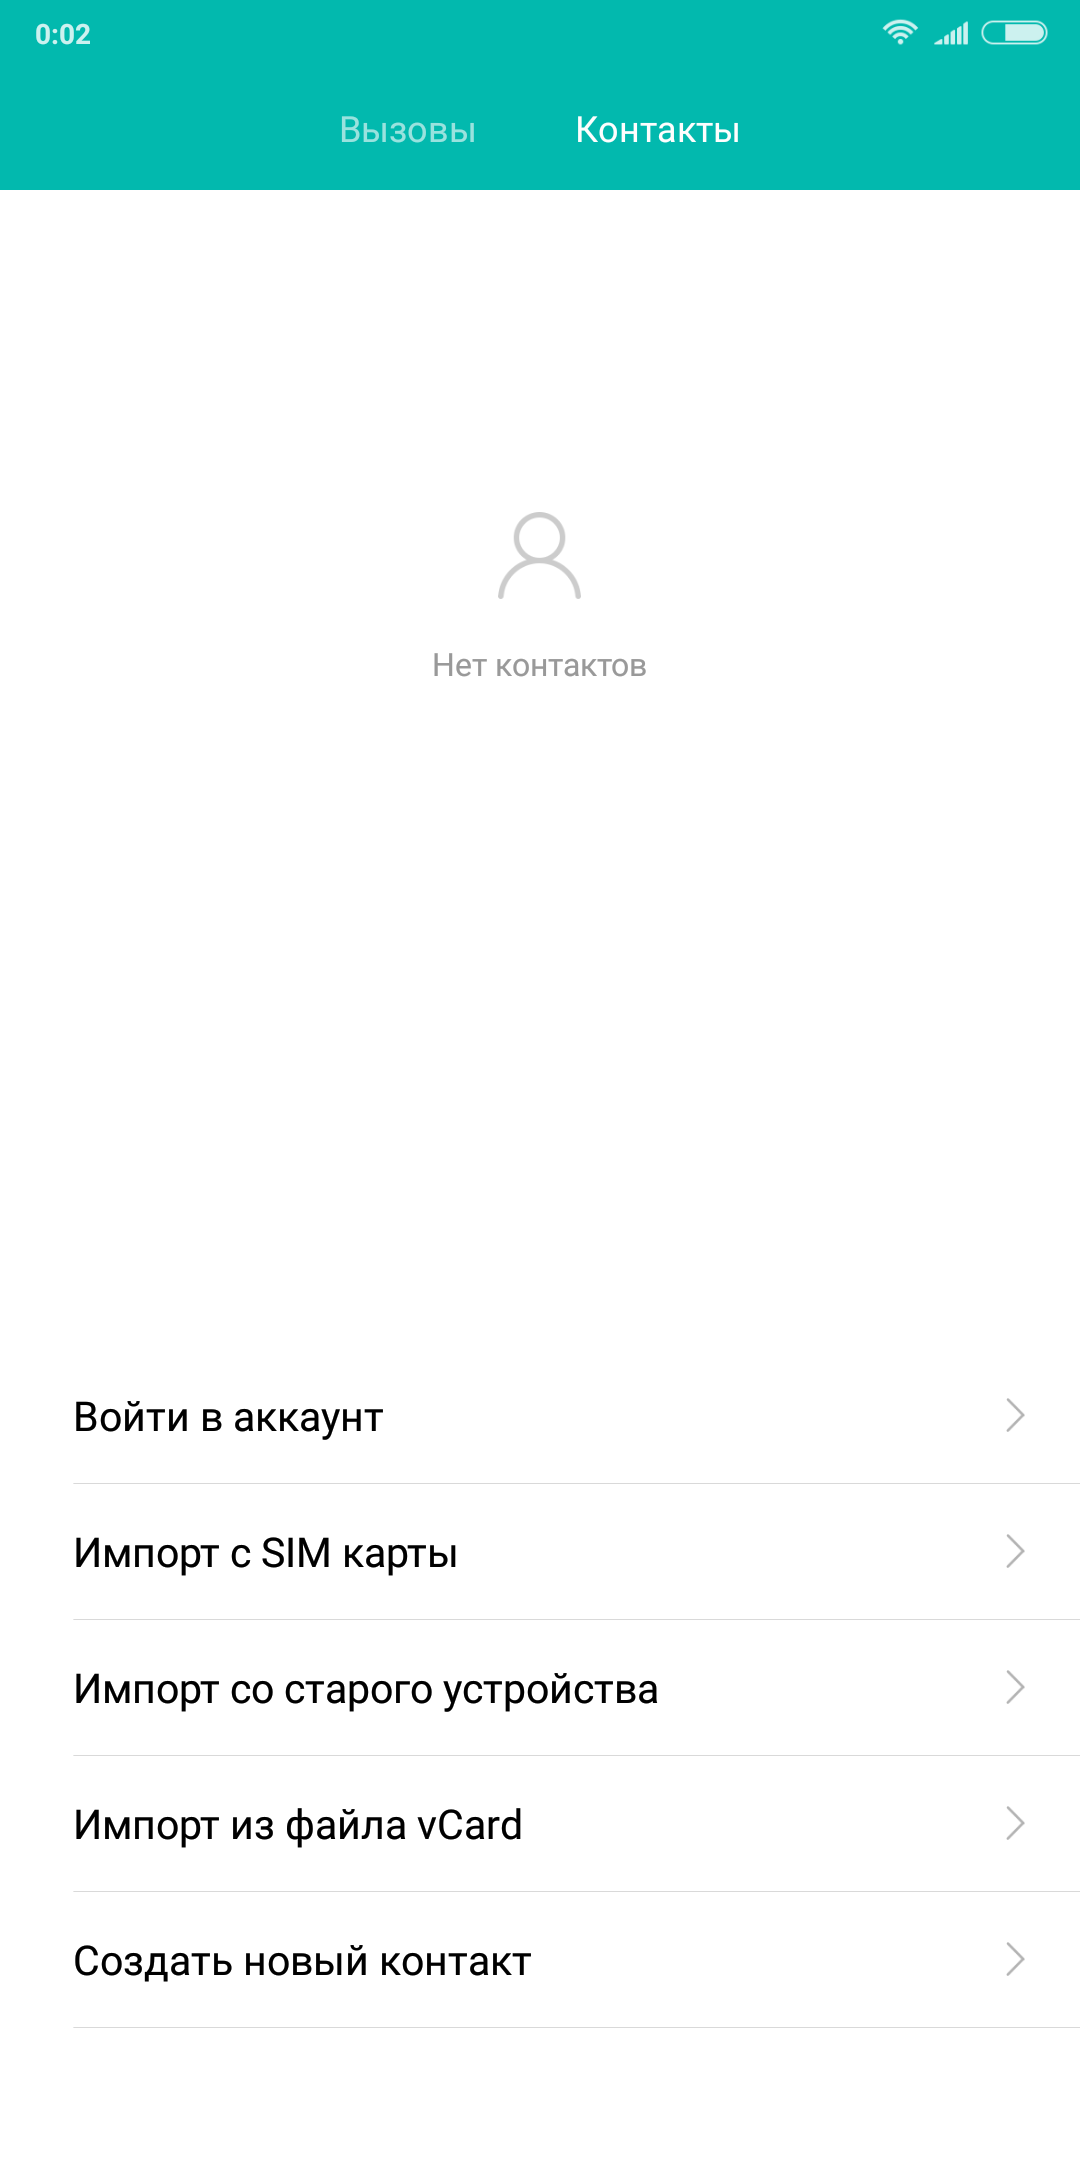 0:02
Вызовы Контакты
Нет контактов
Войти в аккаунт
Импорт с SIM карты
Импорт со старого устройства
Импорт из файла vCard
Создать новый контакт